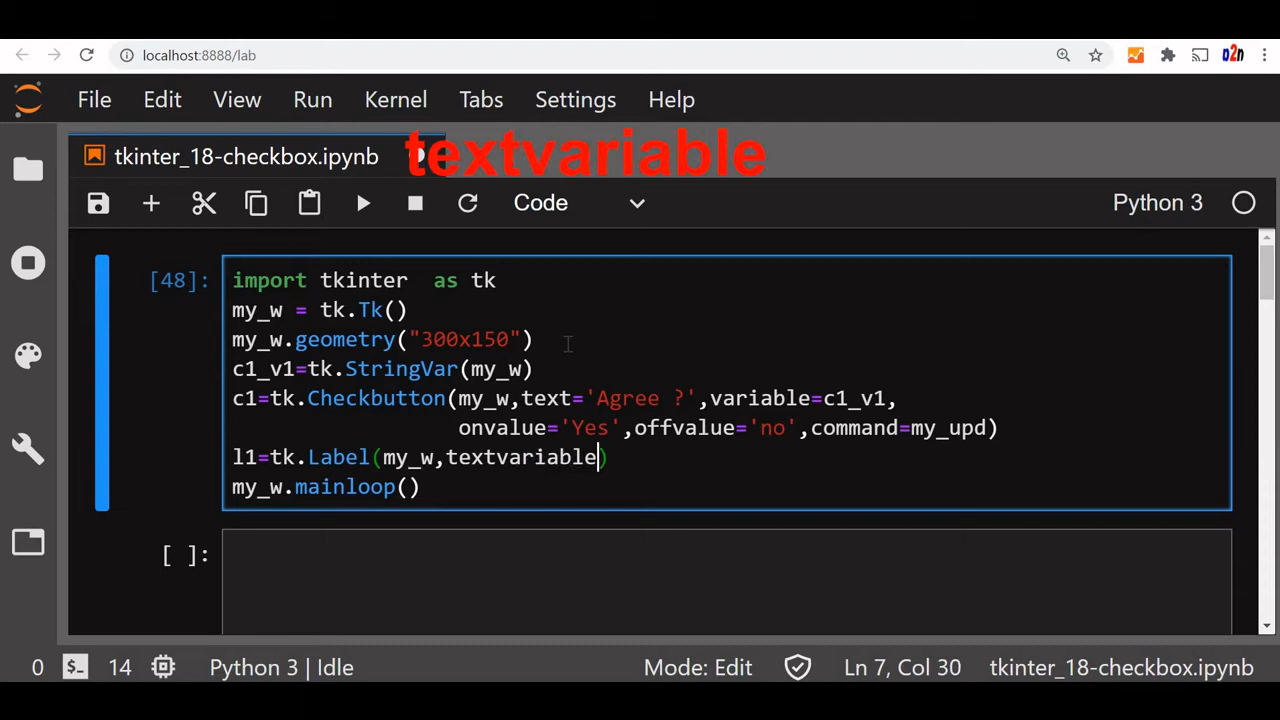 localhost:8888/lab
File Edit View Run Kernel Tabs Settings Help
textvariable
tkinter_18-checkbox.ipynb
Code Python 3
[48]: import tkinter  as tk
my_w = tk.Tk()
my_w.geometry("300x150")
c1_v1=tk.StringVar(my_w)
c1=tk.Checkbutton(my_w,text='Agree ?',variable=c1_v1,
onvalue='Yes',offvalue='no',command=my_upd)
l1=tk.Label(my_w,textvariable)
my_w.mainloop()
[ ]:
0 $_ 14 Python 3 | Idle Mode: Edit Ln 7, Col 30 tkinter_18-checkbox.ipynb